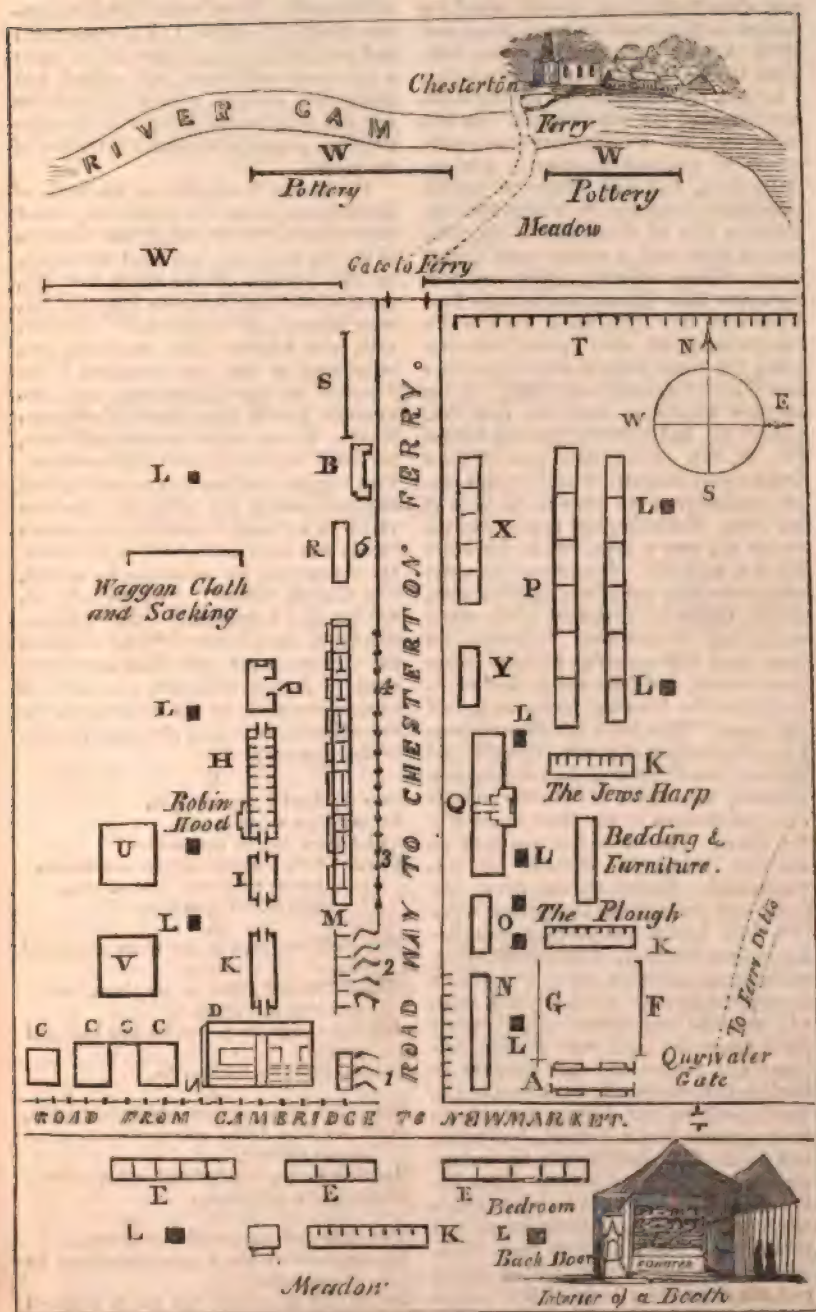 Chesterton
RIVER CAM
Ferry
W
W
Pottery
Pottery
Meadow
W
Gate to Ferry
T
N
W
E
S
S
B
L
X
L
R
6
P
Waggon Cloth
and Sacking
Y
L
4
L
L
H
K
The Jews Harp
Robin
Hood
Q
U
Bedding &
Furniture.
I
3
L
M
The Plough
L
O
K
V
K
2
ROAD WAY TO CHESTERTON FERRY.
N
G
F
To Ferry Ditto
D
C
C
C
C
L
Quywater
Gate
A
1
ROAD FROM CAMBRIDGE TO NEWMARKET.
E
E
E
Bedroom
L
K
L
Back Door
Meadow
Interior of a Booth